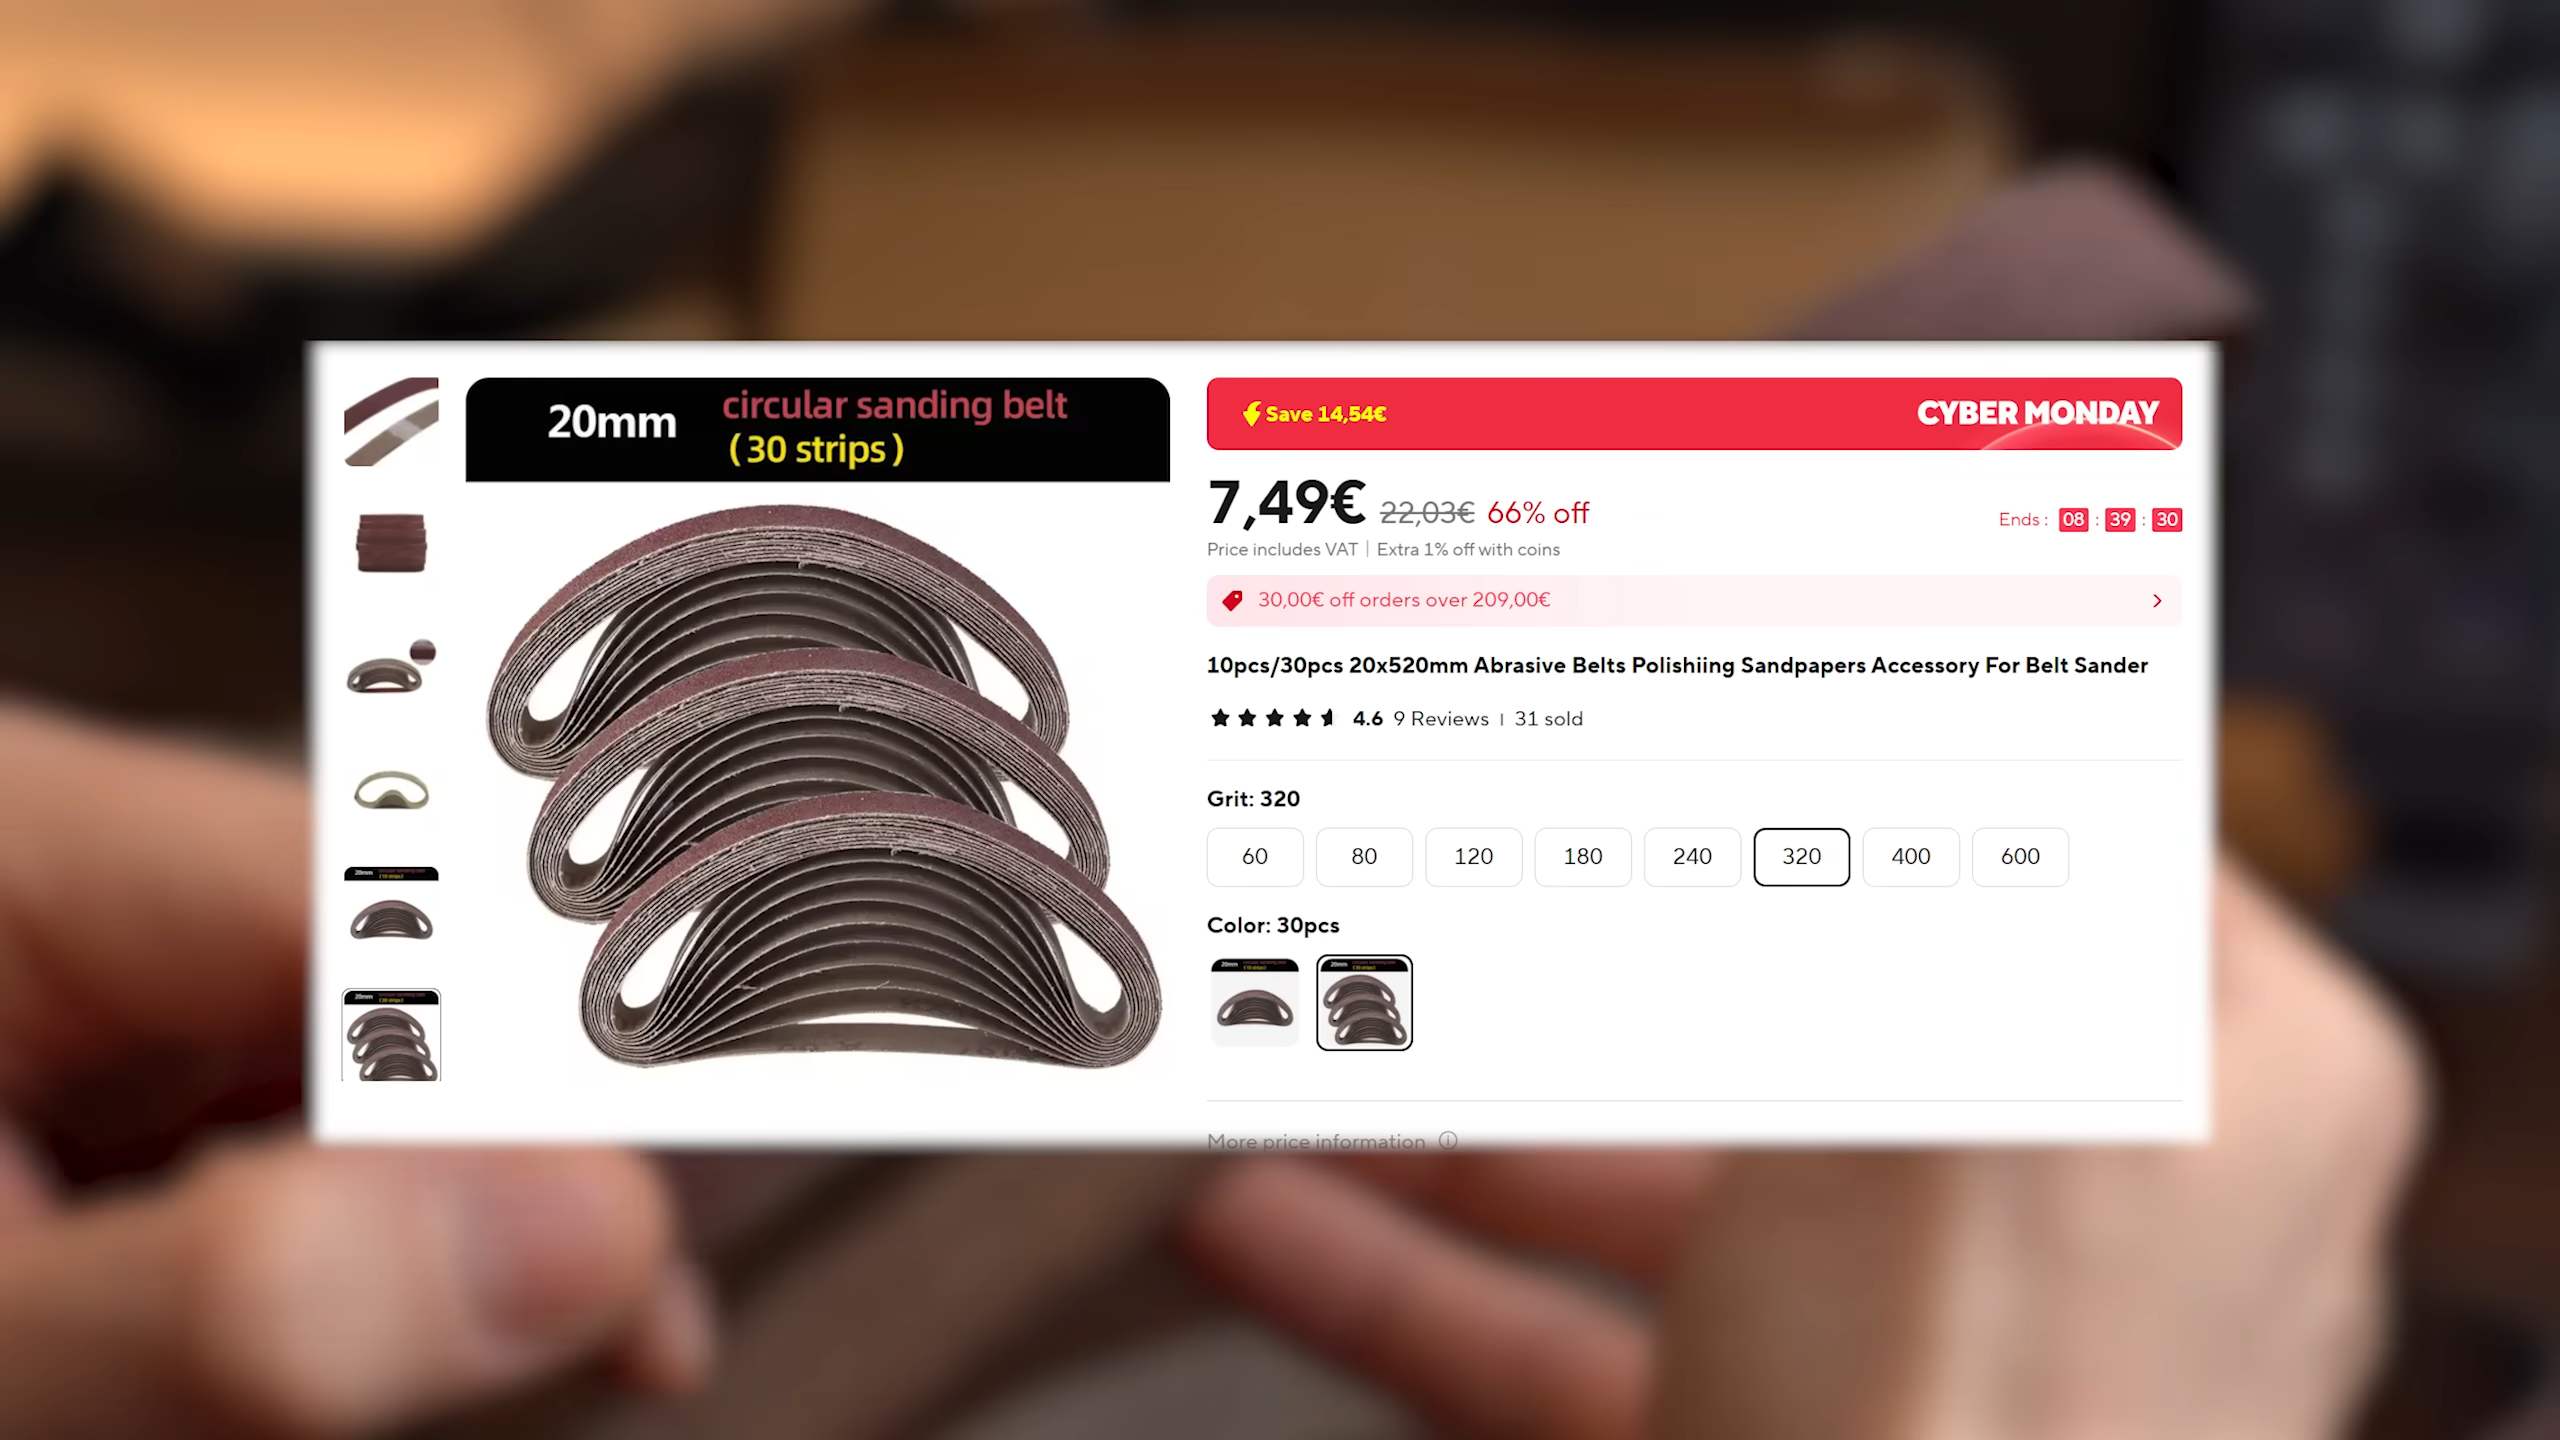 20mm
circular sanding belt
(30 strips)
Save 14,54€
CYBER MONDAY
7,49€ 22,03€ 66% off
Ends: 08 : 39 : 30
Price includes VAT | Extra 1% off with coins
30,00€ off orders over 209,00€
10pcs/30pcs 20x520mm Abrasive Belts Polishiing Sandpapers Accessory For Belt Sander
4.6 9 Reviews | 31 sold
Grit: 320
60 80 120 180 240 320 400 600
Color: 30pcs
More price information